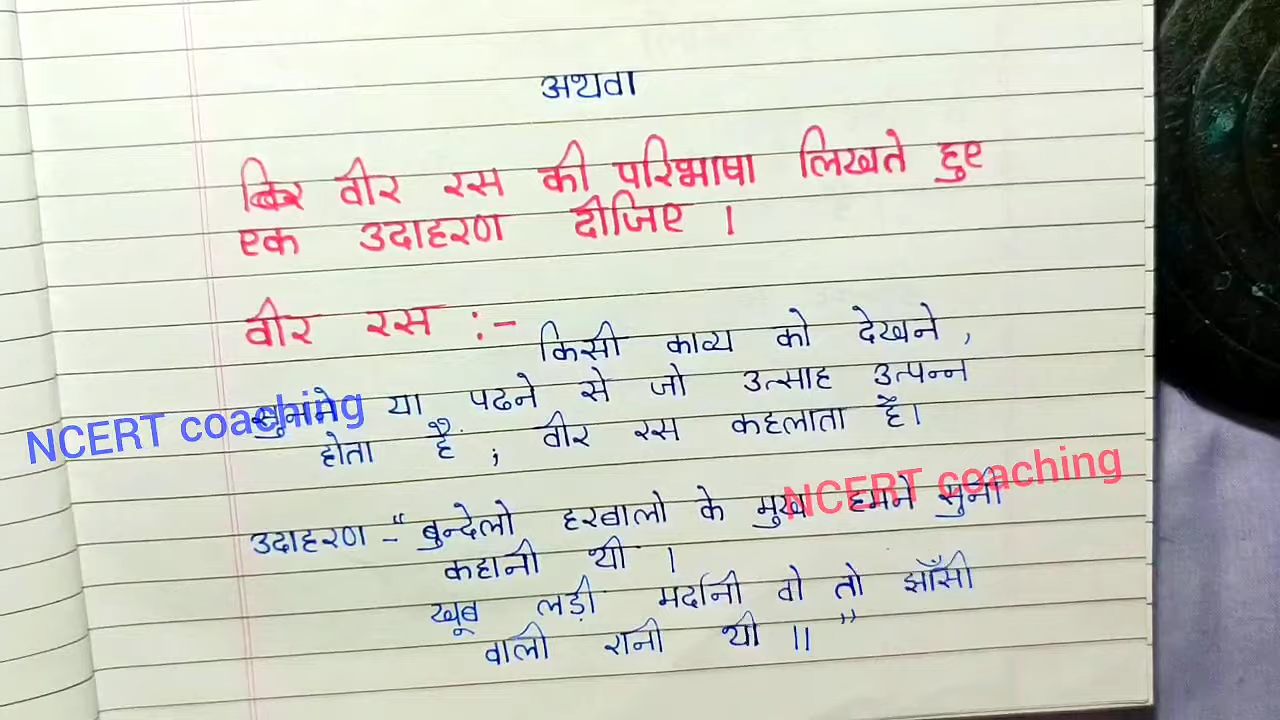 अथवा
वीर रस की परिभाषा लिखते हुए
एक उदाहरण दीजिए ।
वीर रस :-
किसी काव्य को देखने ,
सुनने या पढने से जो उत्साह उत्पन्न
होता है , वीर रस कहलाता है।
NCERT coaching
NCERT coaching
उदाहरण - " बुन्देलो हरबालो के मुख हमने सुनी
कहानी थी ।
खूब लड़ी मर्दानी वो तो झाँसी
वाली रानी थी ॥ "